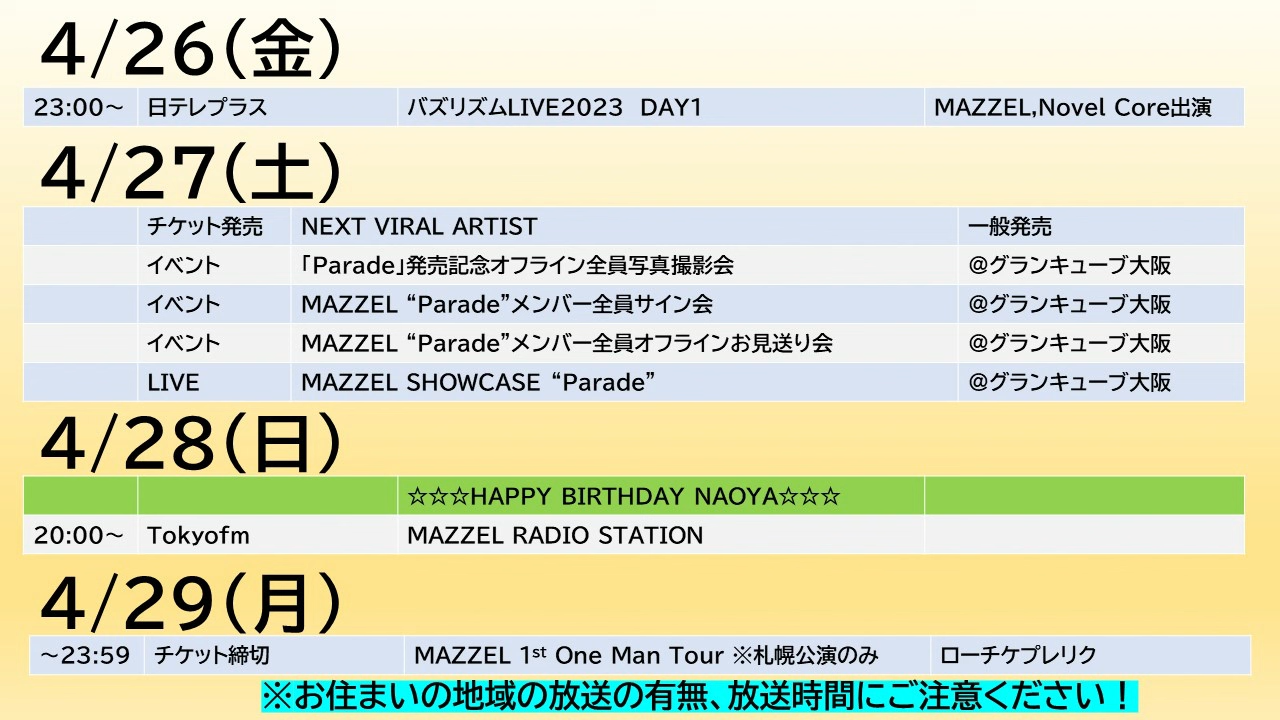 4/26(金)
23:00～ 日テレプラス バズリズムLIVE2023 DAY1 MAZZEL,Novel Core出演
4/27(土)
チケット発売 NEXT VIRAL ARTIST 一般発売
イベント 「Parade」発売記念オフライン全員写真撮影会 @グランキューブ大阪
イベント MAZZEL “Parade”メンバー全員サイン会 @グランキューブ大阪
イベント MAZZEL “Parade”メンバー全員オフラインお見送り会 @グランキューブ大阪
LIVE MAZZEL SHOWCASE “Parade” @グランキューブ大阪
4/28(日)
☆☆☆HAPPY BIRTHDAY NAOYA☆☆☆
20:00～ Tokyofm MAZZEL RADIO STATION
4/29(月)
～23:59 チケット締切 MAZZEL 1st One Man Tour ※札幌公演のみ ローチケプレリク
※お住まいの地域の放送の有無、放送時間にご注意ください！